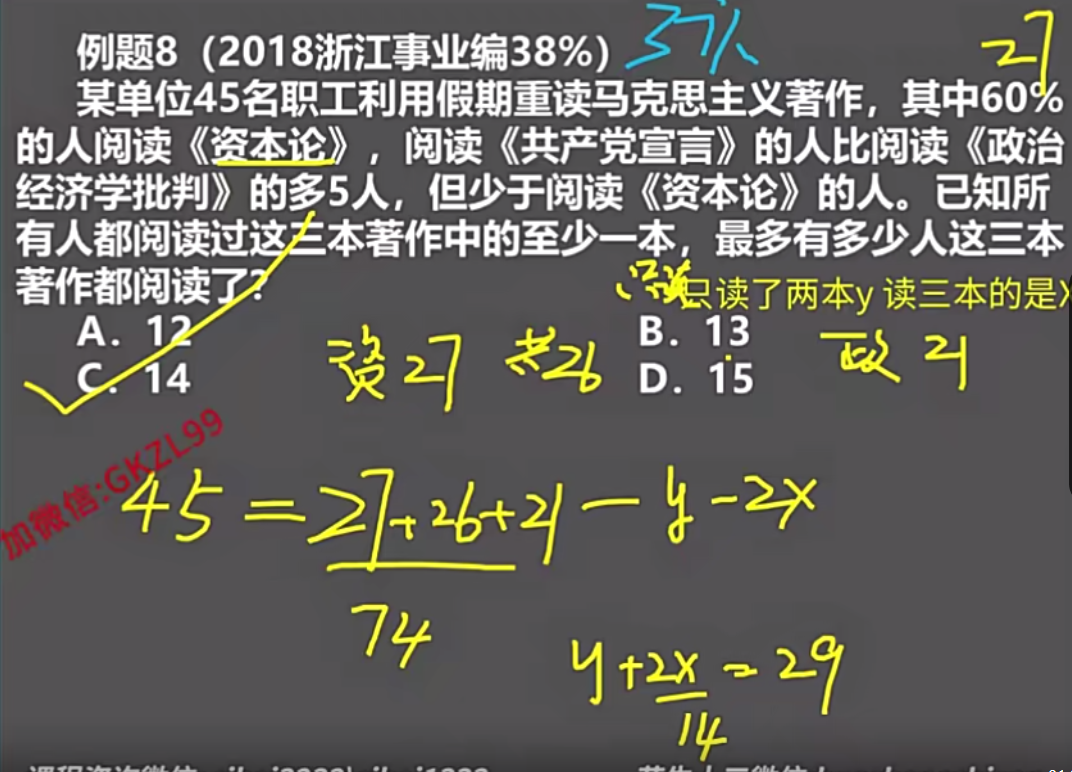 例题8（2018浙江事业编38%）37%
27
某单位45名职工利用假期重读马克思主义著作，其中60%
的人阅读《资本论》，阅读《共产党宣言》的人比阅读《政治
经济学批判》的多5人，但少于阅读《资本论》的人。已知所
有人都阅读过这三本著作中的至少一本，最多有多少人这三本
著作都阅读了？
只读了两本y 读三本的是X
A．12
B．13
C．14
D．15
资27 共26 政21
加微信:GKZL99
45=27+26+21-y-2x
74
y+2x=29
14